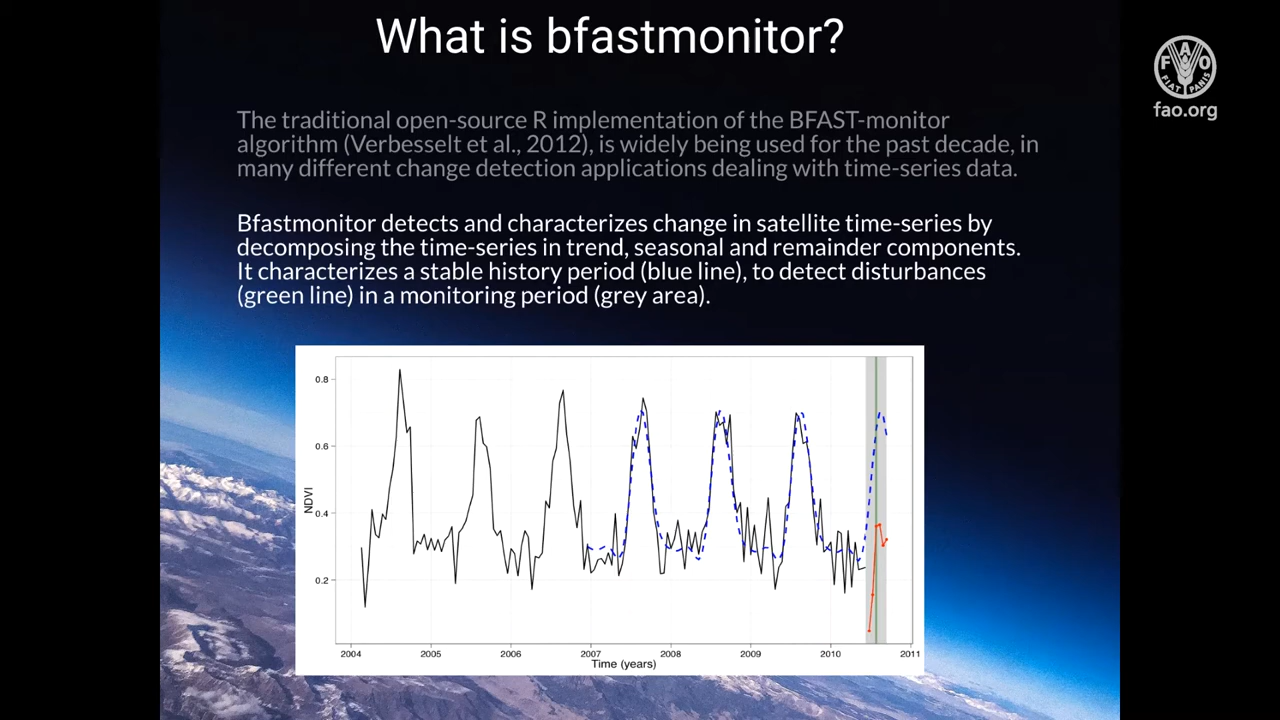 What is bfastmonitor?
FAO
FIAT PANIS
fao.org
The traditional open-source R implementation of the BFAST-monitor
algorithm (Verbesselt et al., 2012), is widely being used for the past decade, in
many different change detection applications dealing with time-series data.
Bfastmonitor detects and characterizes change in satellite time-series by
decomposing the time-series in trend, seasonal and remainder components.
It characterizes a stable history period (blue line), to detect disturbances
(green line) in a monitoring period (grey area).
0.8
0.6
0.4
0.2
NDVI
2004 2005 2006 2007 2008 2009 2010 2011
Time (years)